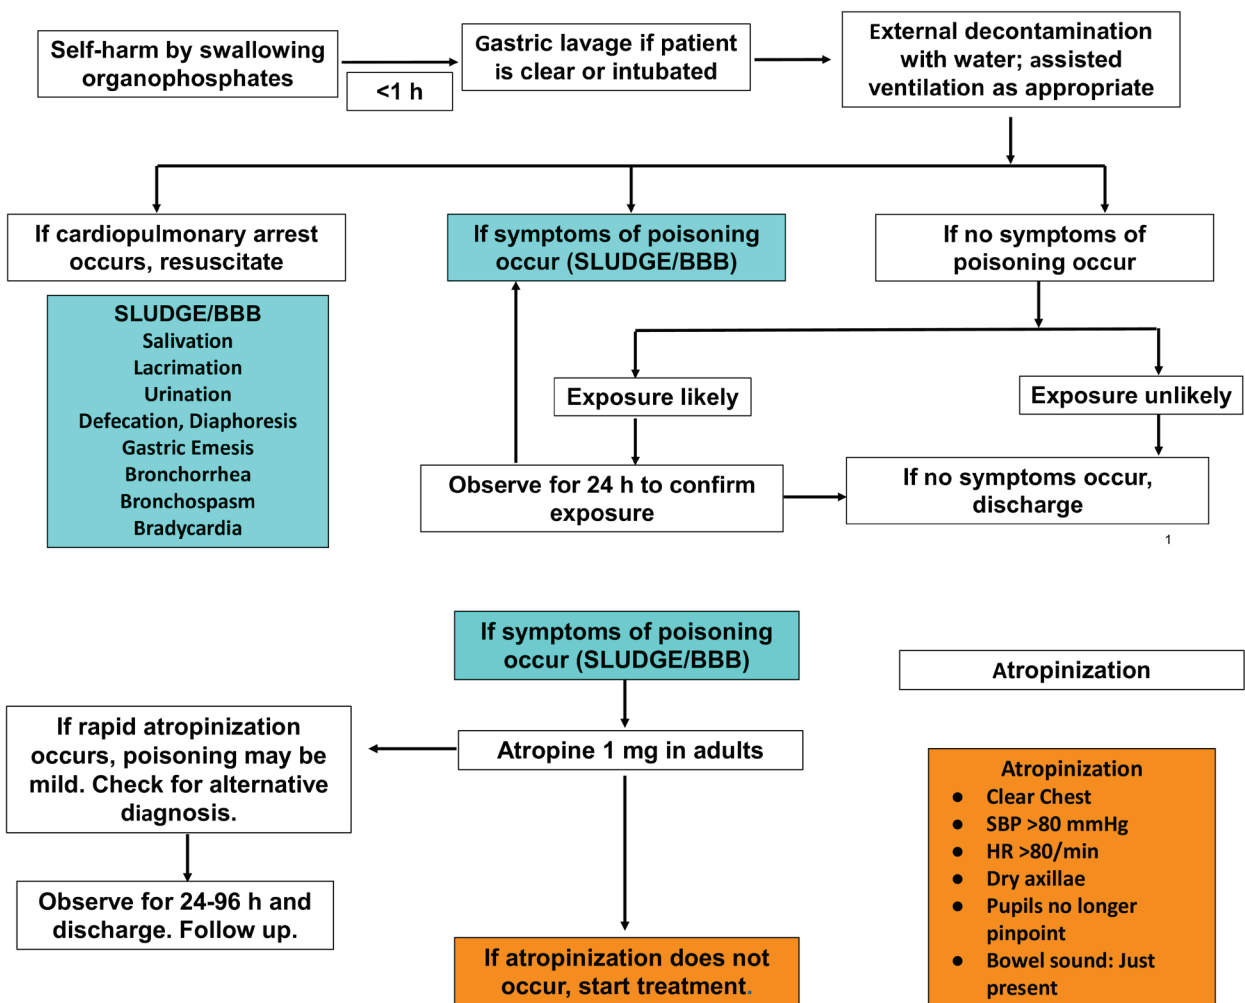 Self-harm by swallowing
organophosphates
<1 h
Gastric lavage if patient
is clear or intubated
External decontamination
with water; assisted
ventilation as appropriate
If cardiopulmonary arrest
occurs, resuscitate
If symptoms of poisoning
occur (SLUDGE/BBB)
If no symptoms of
poisoning occur
SLUDGE/BBB
Salivation
Lacrimation
Urination
Defecation, Diaphoresis
Gastric Emesis
Bronchorrhea
Bronchospasm
Bradycardia
Exposure likely
Exposure unlikely
Observe for 24 h to confirm
exposure
If no symptoms occur,
discharge
1
If symptoms of poisoning
occur (SLUDGE/BBB)
Atropinization
If rapid atropinization
occurs, poisoning may be
mild. Check for alternative
diagnosis.
Atropine 1 mg in adults
Observe for 24-96 h and
discharge. Follow up.
If atropinization does not
occur, start treatment.
Atropinization
● Clear Chest
● SBP >80 mmHg
● HR >80/min
● Dry axillae
● Pupils no longer
pinpoint
● Bowel sound: Just
present